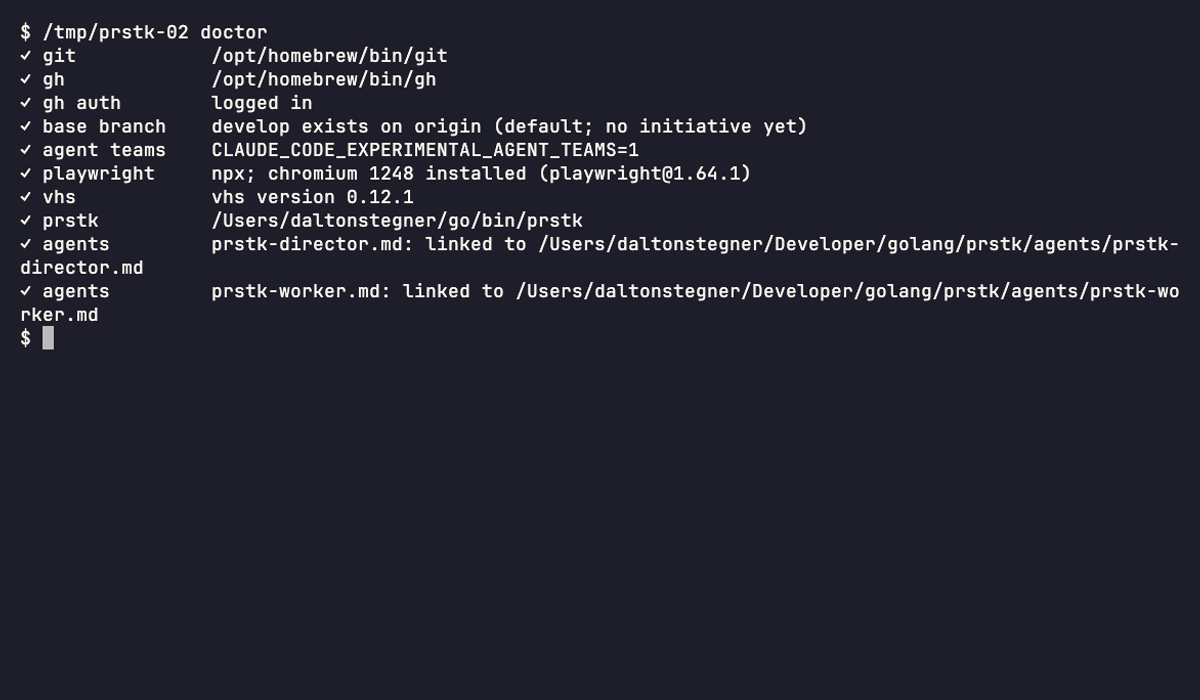 $ /tmp/prstk-02 doctor
✓ git            /opt/homebrew/bin/git
✓ gh             /opt/homebrew/bin/gh
✓ gh auth        logged in
✓ base branch    develop exists on origin (default; no initiative yet)
✓ agent teams    CLAUDE_CODE_EXPERIMENTAL_AGENT_TEAMS=1
✓ playwright     npx; chromium 1248 installed (playwright@1.64.1)
✓ vhs            vhs version 0.12.1
✓ prstk          /Users/daltonstegner/go/bin/prstk
✓ agents         prstk-director.md: linked to /Users/daltonstegner/Developer/golang/prstk/agents/prstk-
director.md
✓ agents         prstk-worker.md: linked to /Users/daltonstegner/Developer/golang/prstk/agents/prstk-wo
rker.md
$